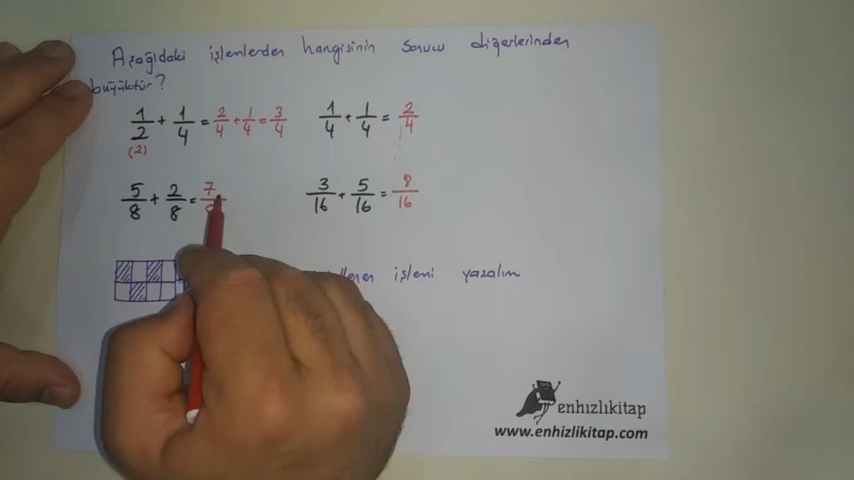 Aşağıdaki işlemlerden hangisinin sonucu diğerlerinden
büyüktür?
1/2 + 1/4 = 2/4 + 1/4 = 3/4
(2)
1/4 + 1/4 = 2/4
5/8 + 2/8 = 7
3/16 + 5/16 = 8/16
işlemi yazalım
enhızlıkitap
www.enhizlikitap.com